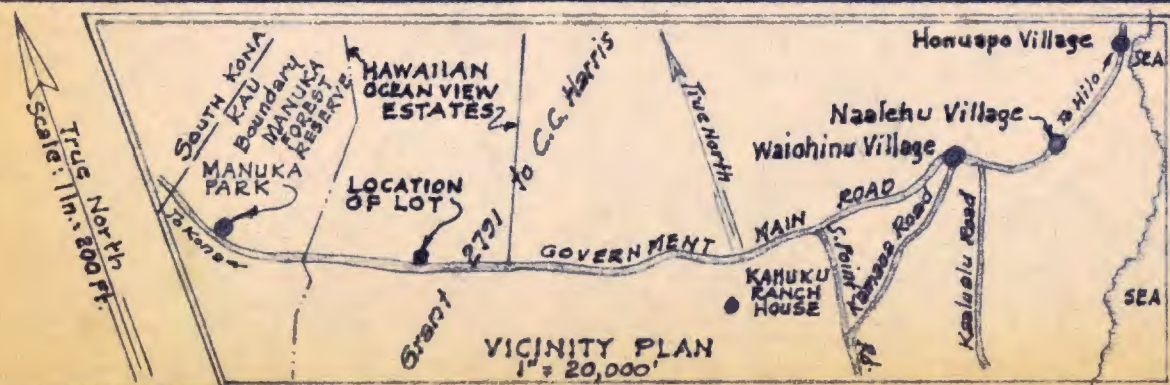 True North
Scale: 1 In. = 200 Ft.
SOUTH KONA
KAU
Boundary
MANUKA
FOREST
RESERVE
MANUKA
PARK
To Kona
HAWAIIAN
OCEAN VIEW
ESTATES
LOCATION
OF LOT
Grant 2791 to C.C. Harris
True North
GOVERNMENT MAIN ROAD
Honuapo Village
SEA
To Hilo
Naalehu Village
Waiohinu Village
S. Point Rd.
Kamaoa Road
Kaalualu Road
KAHUKU
RANCH
HOUSE
SEA
VICINITY PLAN
1" = 20,000'